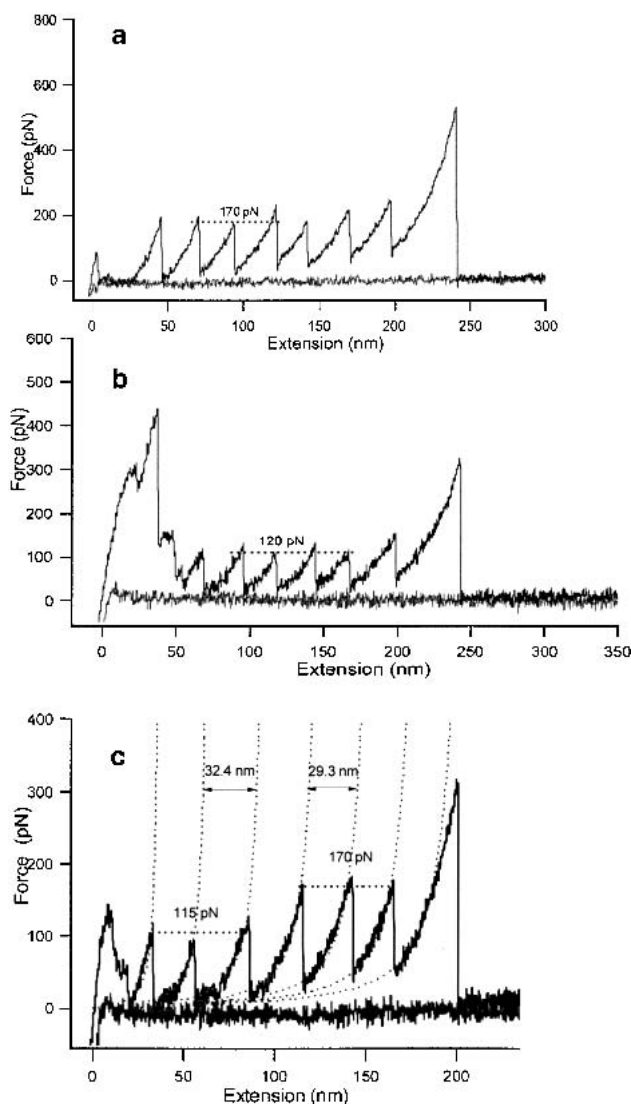 a
800
600
400
200
0
Force (pN)
170 pN
0 50 100 150 200 250 300
Extension (nm)
b
600
500
400
300
200
100
0
Force (pN)
120 pN
0 50 100 150 200 250 300 350
Extension (nm)
c
400
300
200
100
0
Force (pN)
32.4 nm 29.3 nm
170 pN
115 pN
0 50 100 150 200
Extension (nm)